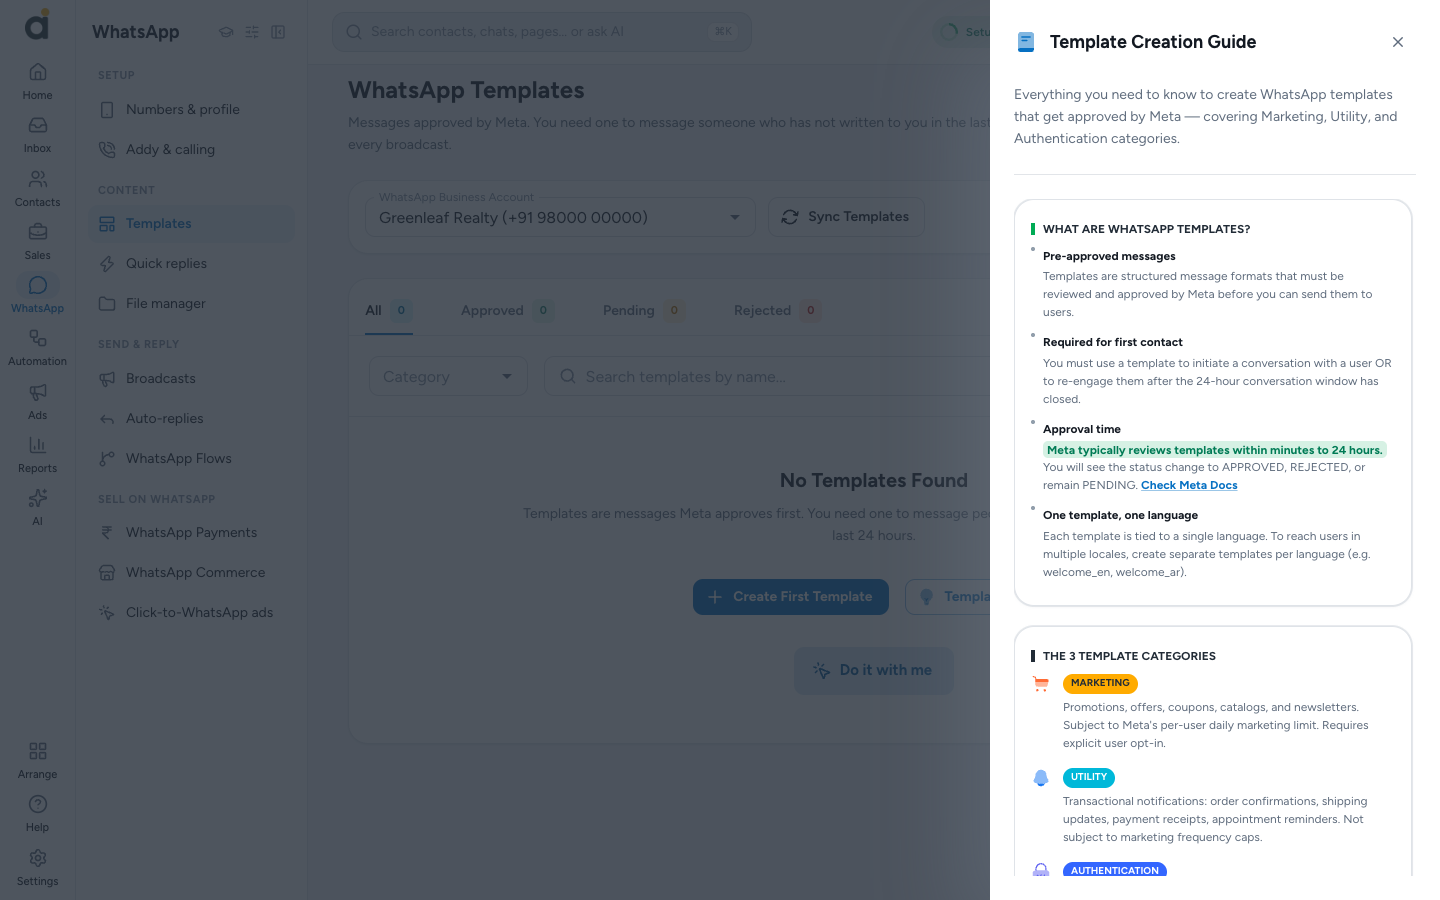 Home
Inbox
Contacts
Sales
WhatsApp
Automation
Ads
Reports
AI
Arrange
Help
Settings
WhatsApp
SETUP
Numbers & profile
Addy & calling
CONTENT
Templates
Quick replies
File manager
SEND & REPLY
Broadcasts
Auto-replies
WhatsApp Flows
SELL ON WHATSAPP
WhatsApp Payments
WhatsApp Commerce
Click-to-WhatsApp ads
Search contacts, chats, pages... or ask AI
⌘K
WhatsApp Templates
Messages approved by Meta. You need one to message someone who has not written to you in the last
every broadcast.
WhatsApp Business Account
Greenleaf Realty (+91 98000 00000)
Sync Templates
All 0
Approved 0
Pending 0
Rejected 0
Category
Search templates by name...
No Templates Found
Templates are messages Meta approves first. You need one to message
last 24 hours.
Create First Template
Do it with me
Template Creation Guide
Everything you need to know to create WhatsApp templates
that get approved by Meta — covering Marketing, Utility, and
Authentication categories.
WHAT ARE WHATSAPP TEMPLATES?
Pre-approved messages
Templates are structured message formats that must be
reviewed and approved by Meta before you can send them to
users.
Required for first contact
You must use a template to initiate a conversation with a user OR
to re-engage them after the 24-hour conversation window has
closed.
Approval time
Meta typically reviews templates within minutes to 24 hours.
You will see the status change to APPROVED, REJECTED, or
remain PENDING. Check Meta Docs
One template, one language
Each template is tied to a single language. To reach users in
multiple locales, create separate templates per language (e.g.
welcome_en, welcome_ar).
THE 3 TEMPLATE CATEGORIES
MARKETING
Promotions, offers, coupons, catalogs, and newsletters.
Subject to Meta's per-user daily marketing limit. Requires
explicit user opt-in.
UTILITY
Transactional notifications: order confirmations, shipping
updates, payment receipts, appointment reminders. Not
subject to marketing frequency caps.
AUTHENTICATION